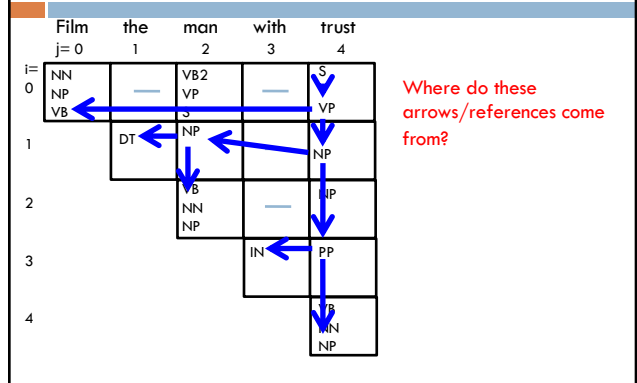 Film the man with trust
j= 0 1 2 3 4
i=
0
NN
NP
VB
VB2
VP
S
S
VP
Where do these
arrows/references come
from?
1
DT
NP
NP
2
VB
NN
NP
NP
3
IN
PP
4
VB
NN
NP